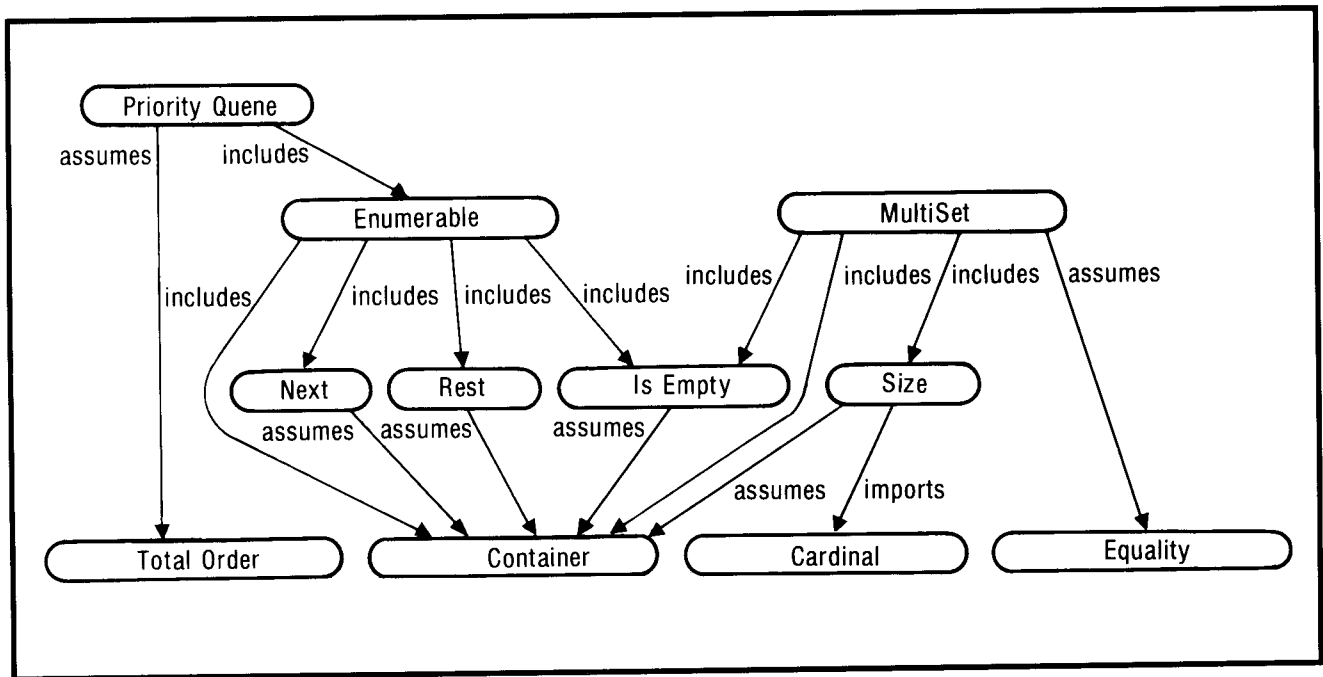 Priority Quene
assumes
includes
Enumerable
MultiSet
includes
includes
includes
includes
includes
includes
includes
assumes
Next
Rest
Is Empty
Size
assumes
assumes
assumes
assumes
imports
Total Order
Container
Cardinal
Equality